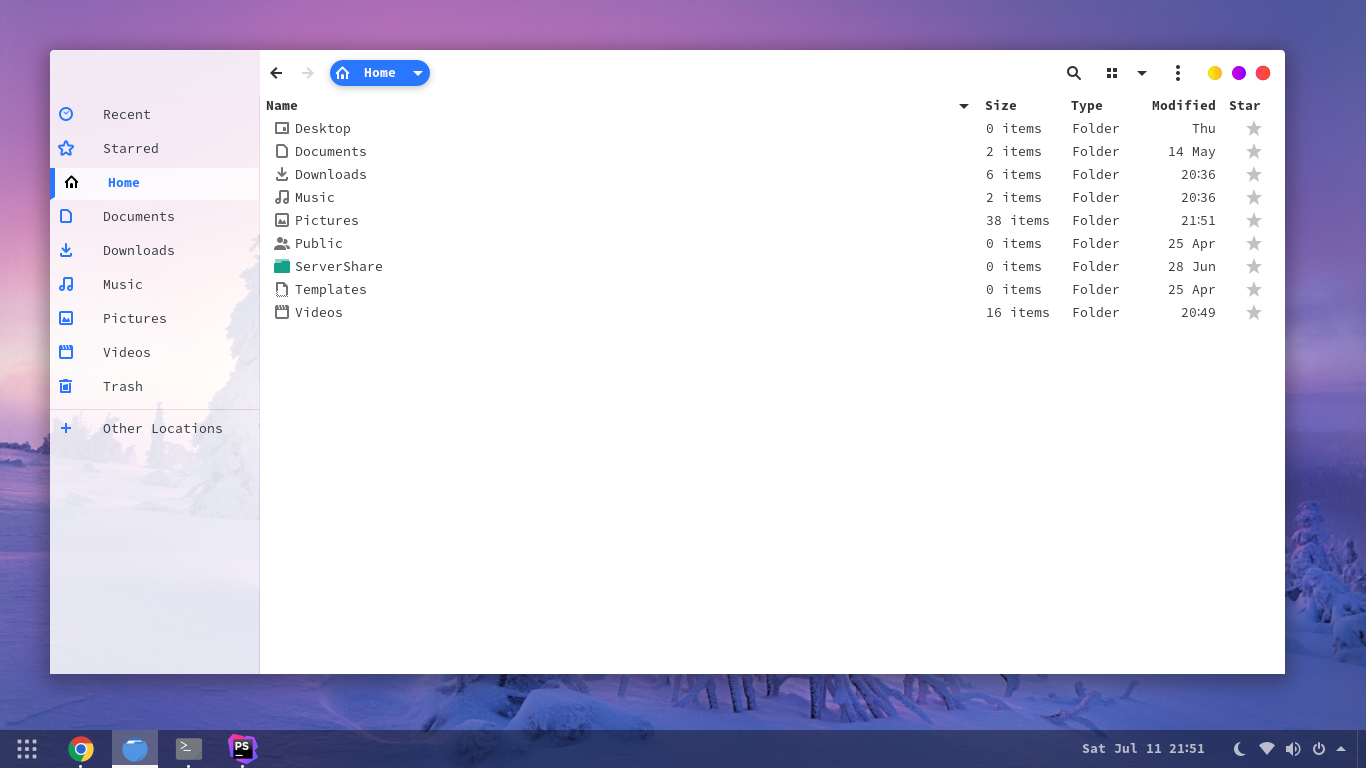 Home
Recent
Starred
Home
Documents
Downloads
Music
Pictures
Videos
Trash
Other Locations
Name Size Type Modified Star
Desktop 0 items Folder Thu
Documents 2 items Folder 14 May
Downloads 6 items Folder 20:36
Music 2 items Folder 20:36
Pictures 38 items Folder 21:51
Public 0 items Folder 25 Apr
ServerShare 0 items Folder 28 Jun
Templates 0 items Folder 25 Apr
Videos 16 items Folder 20:49
>_
PS
Sat Jul 11 21:51